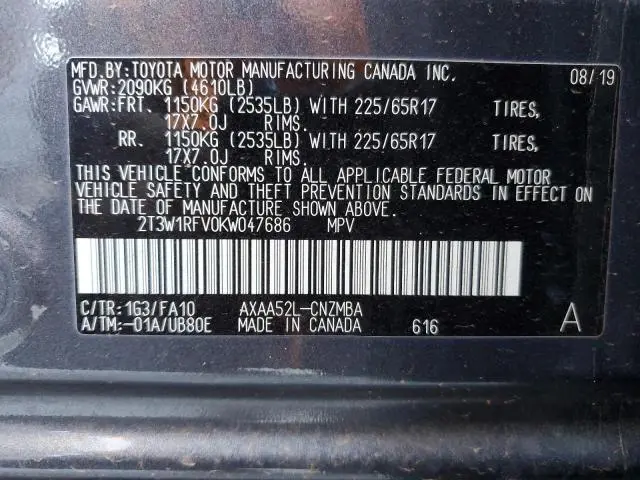 MFD.BY:TOYOTA MOTOR MANUFACTURING CANADA INC. 08/19
GVWR:2090KG (4610LB)
GAWR:FRT. 1150KG (2535LB) WITH 225/65R17 TIRES,
17X7.0J RIMS.
RR. 1150KG (2535LB) WITH 225/65R17 TIRES,
17X7.0J RIMS.
THIS VEHICLE CONFORMS TO ALL APPLICABLE FEDERAL MOTOR
VEHICLE SAFETY AND THEFT PREVENTION STANDARDS IN EFFECT ON
THE DATE OF MANUFACTURE SHOWN ABOVE.
2T3W1RFV0KW047686 MPV
C/TR:1G3/FA10 AXAA52L-CNZMBA
A/TM:-01A/UB80E MADE IN CANADA 616 A